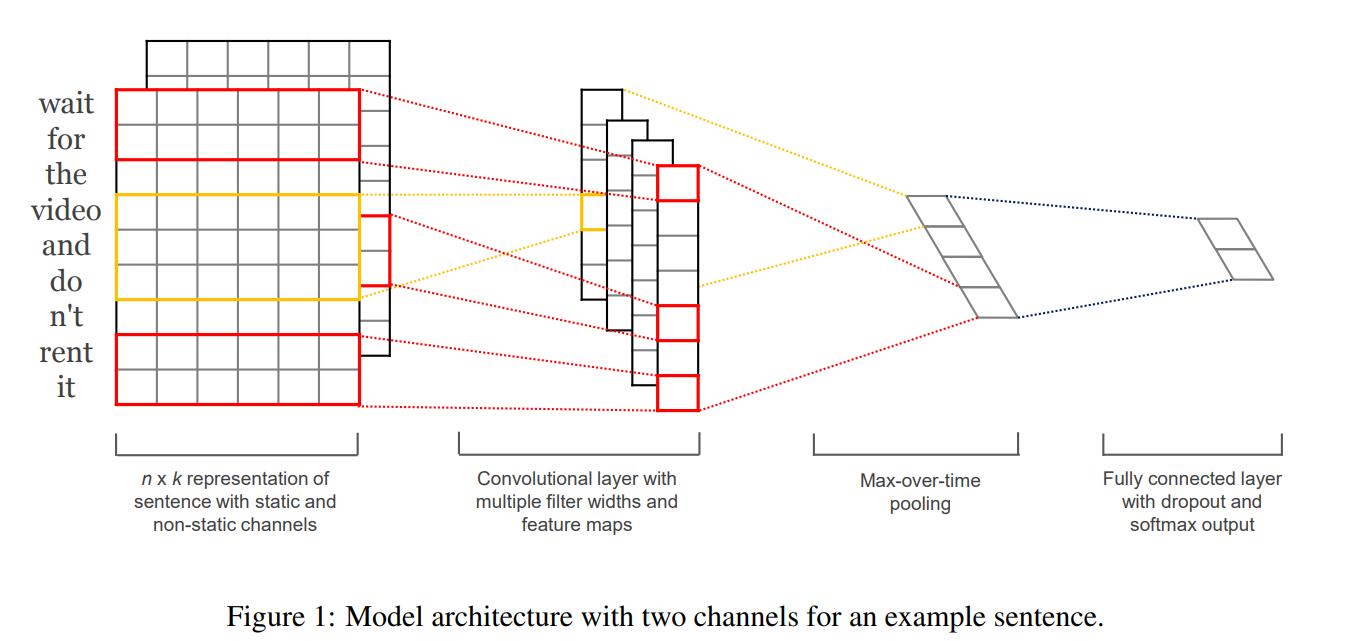 wait
for
the
video
and
do
n't
rent
it
n x k representation of
sentence with static and
non-static channels
Convolutional layer with
multiple filter widths and
feature maps
Max-over-time
pooling
Fully connected layer
with dropout and
softmax output
Figure 1: Model architecture with two channels for an example sentence.